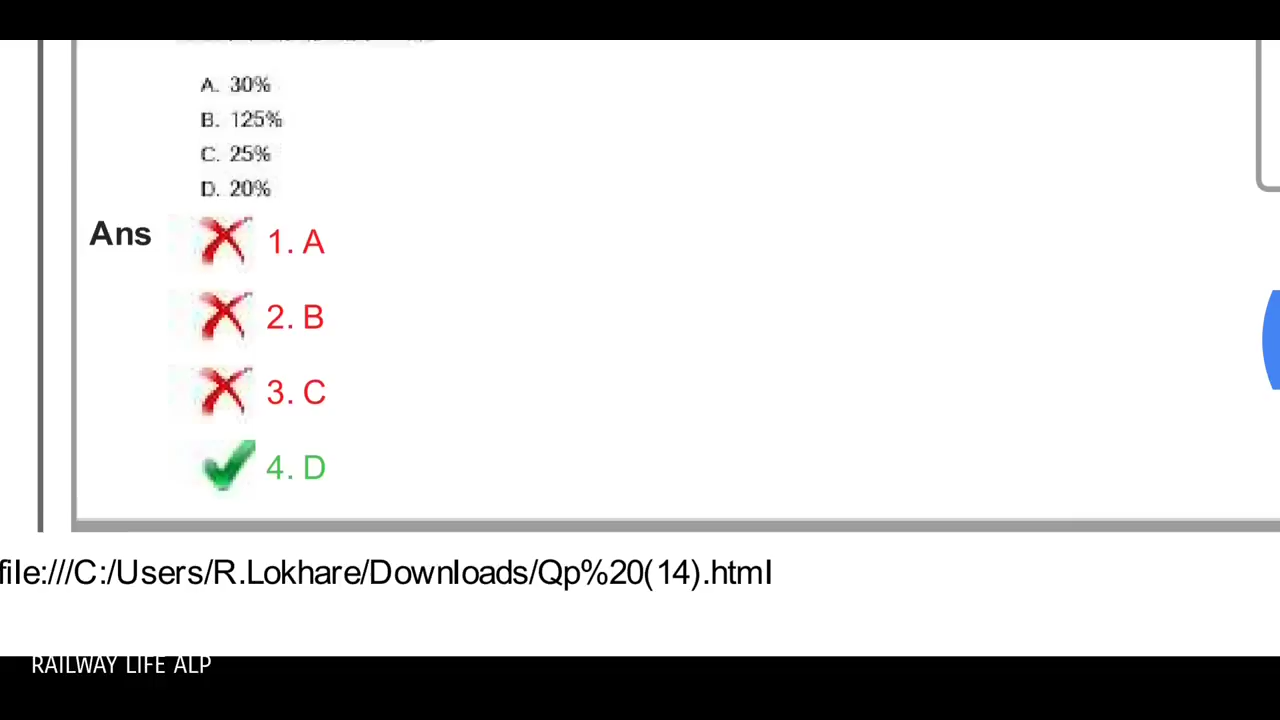 A. 30%
B. 125%
C. 25%
D. 20%
Ans 1. A
2. B
3. C
4. D
file:///C:/Users/R.Lokhare/Downloads/Qp%20(14).html
RAILWAY LIFE ALP